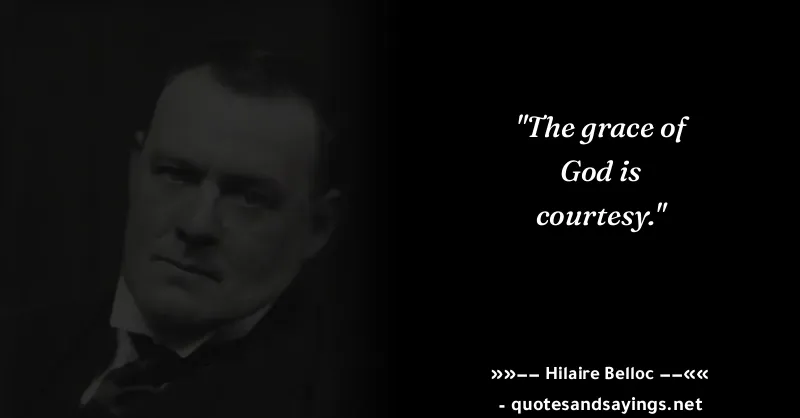 "The grace of
God is
courtesy."
»»−− Hilaire Belloc −−««
- quotesandsayings.net